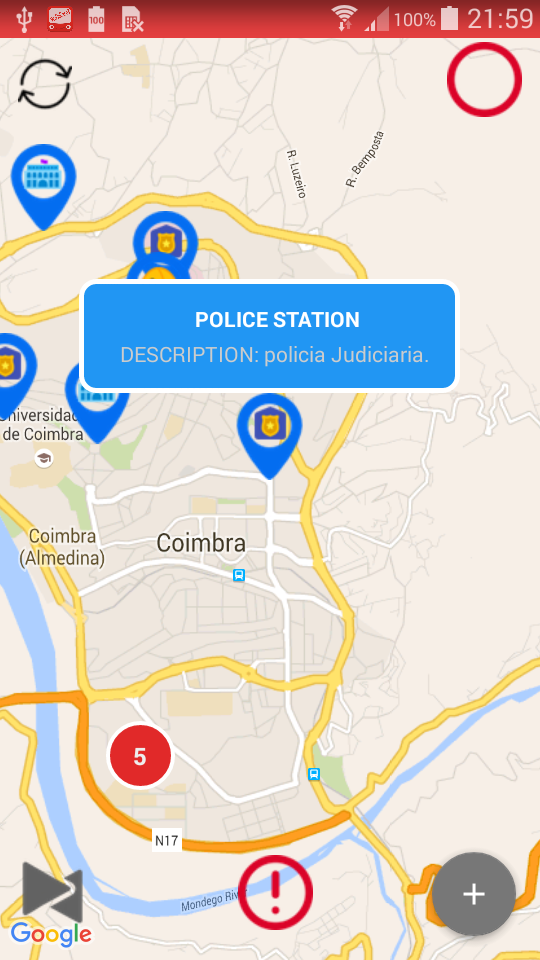 100
100%
21:59
R. Luzeiro
R. Bemposta
POLICE STATION
DESCRIPTION: policia Judiciaria.
Universidad
de Coimbra
Coimbra
(Almedina)
Coimbra
5
N17
Mondego River
Google